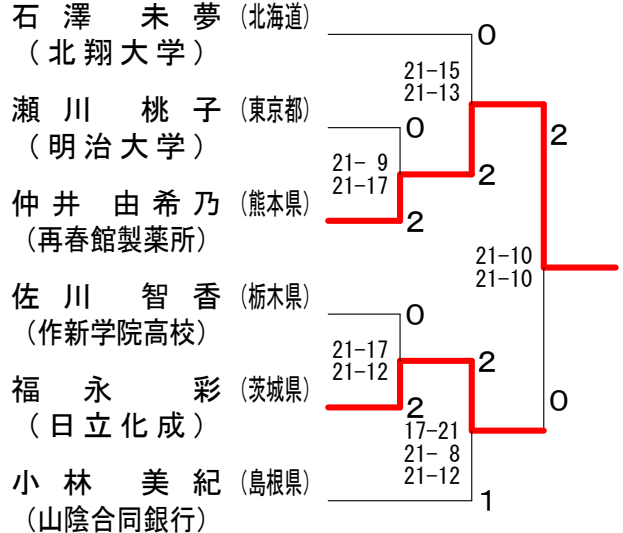 石澤 未夢 (北海道) 0
(北翔大学)
21-15
21-13
瀬川 桃子 (東京都) 0 2
(明治大学)
21- 9
21-17 2
仲井 由希乃 (熊本県) 2
(再春館製薬所)
21-10
21-10
佐川 智香 (栃木県) 0
(作新学院高校)
21-17 2
21-12
福永 彩 (茨城県) 2 0
(日立化成)
17-21
21- 8
21-12
小林 美紀 (島根県) 1
(山陰合同銀行)